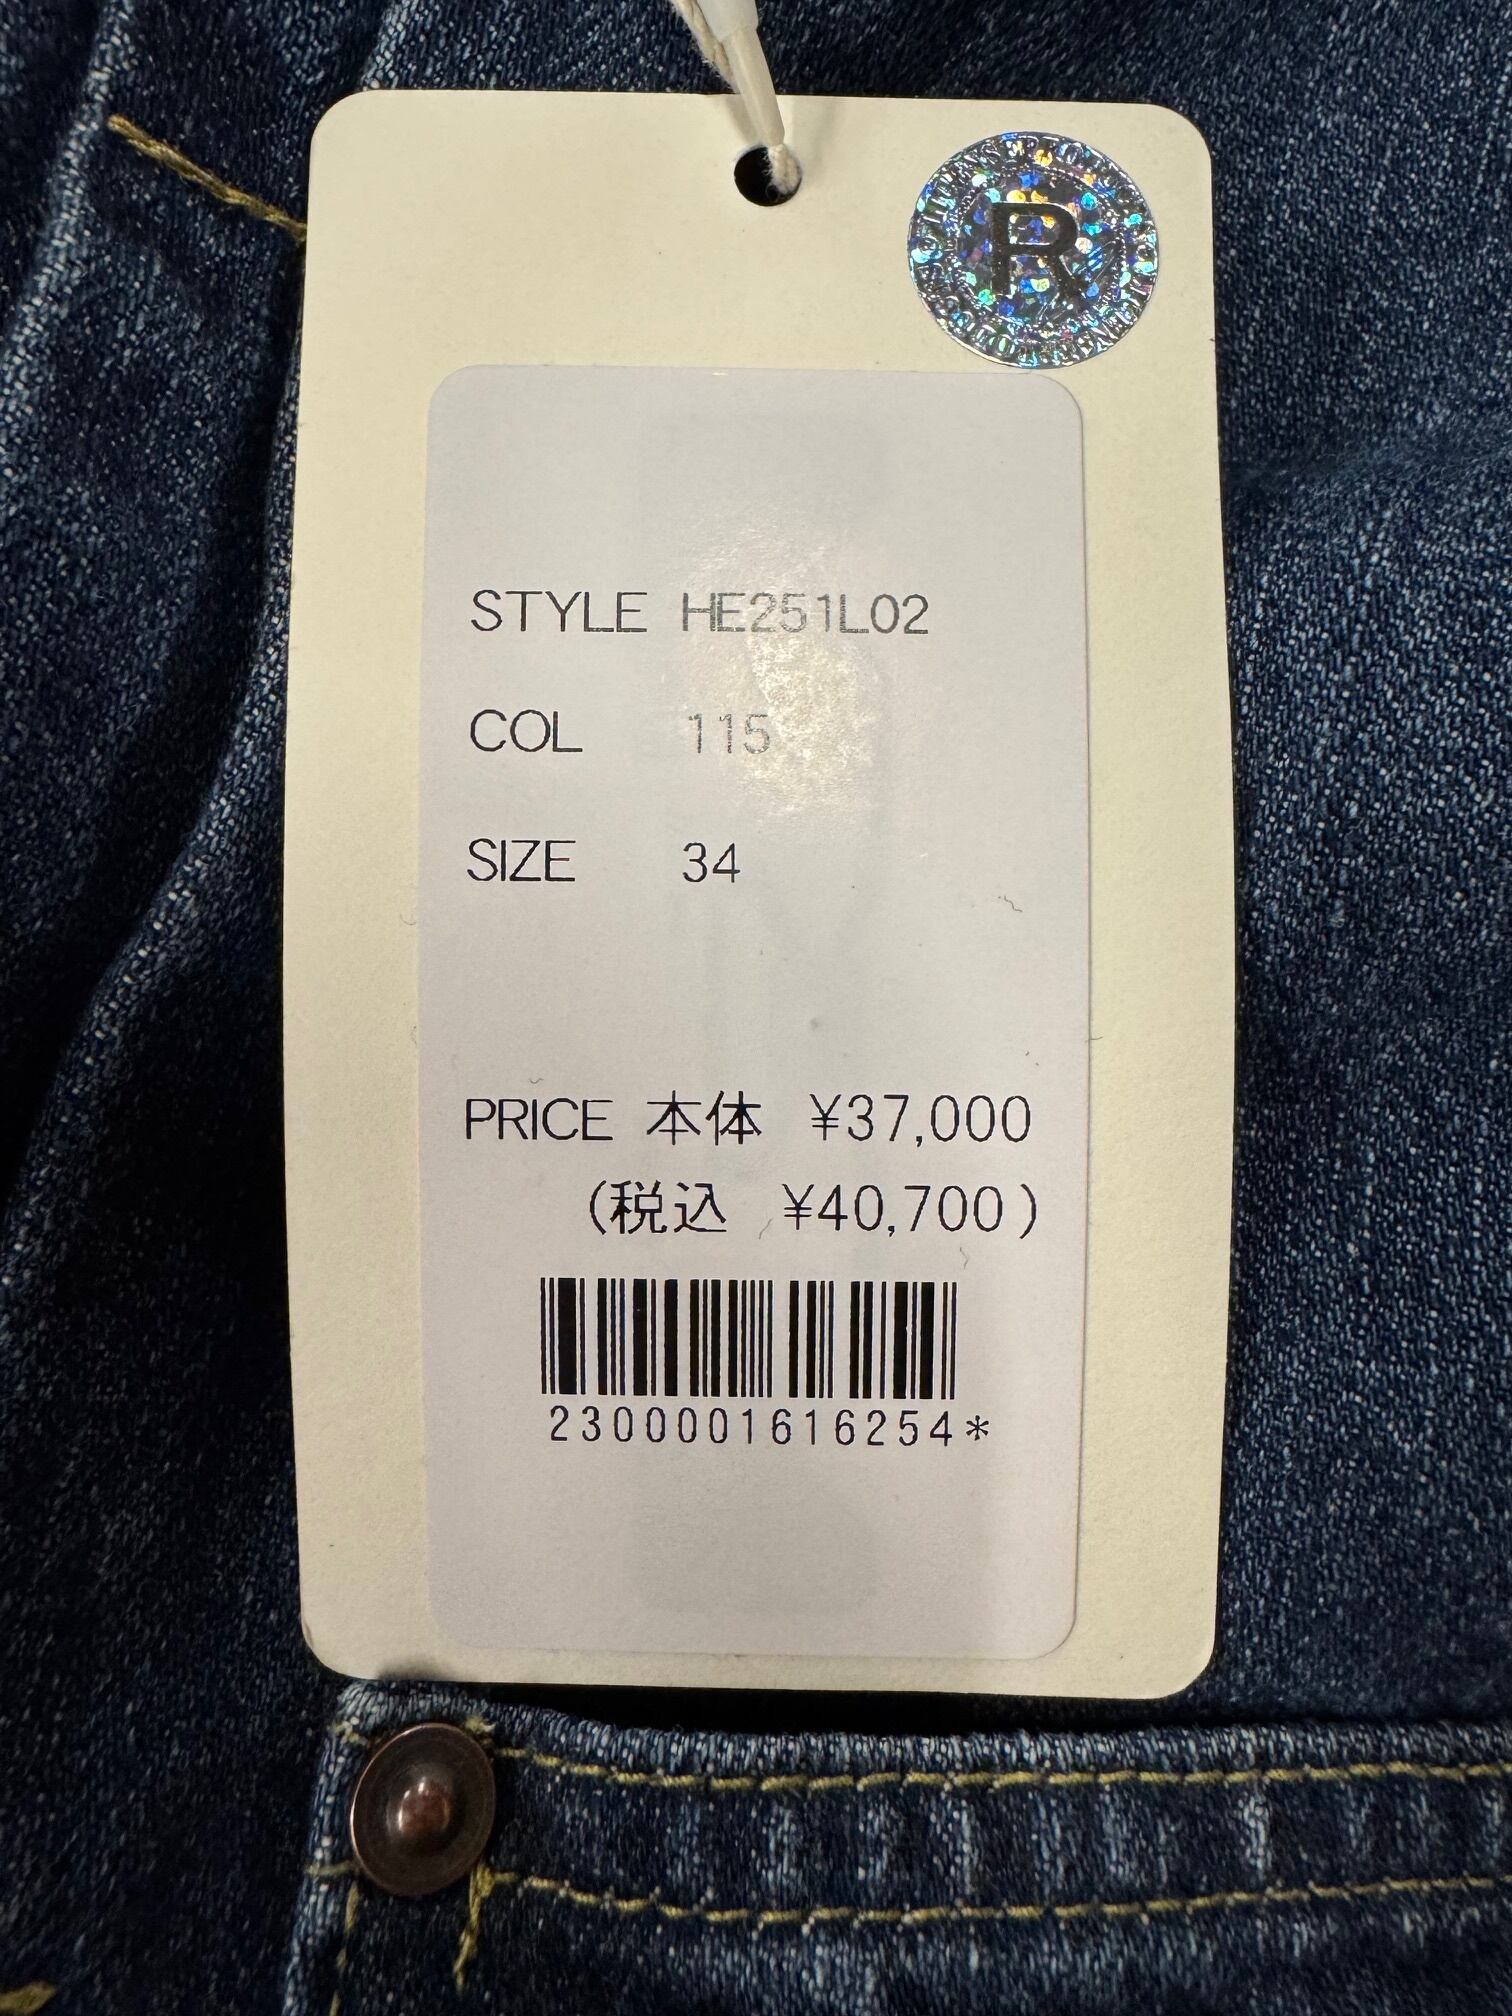 R
STYLE HE251L02
COL 115
SIZE 34
PRICE 本体 ¥37,000
(税込 ¥40,700)
2300001616254*